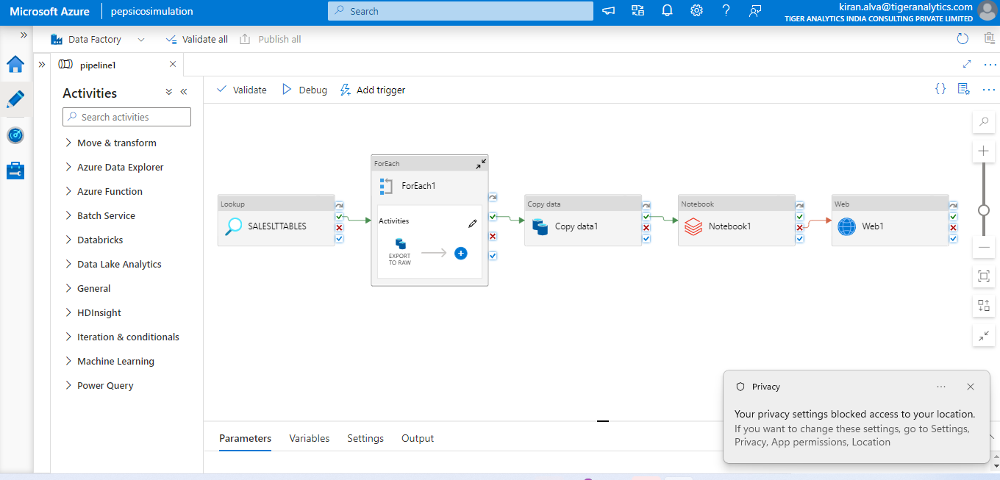 Microsoft Azure
pepsicosimulation
Search
kiran.alva@tigeranalytics.com
TIGER ANALYTICS INDIA CONSULTING PRIVATE LIMITED
Data Factory
Validate all
Publish all
pipeline1
Activities
Search activities
Move & transform
Azure Data Explorer
Azure Function
Batch Service
Databricks
Data Lake Analytics
General
HDInsight
Iteration & conditionals
Machine Learning
Power Query
Validate
Debug
Add trigger
Lookup
SALESLTTABLES
ForEach
ForEach1
Activities
EXPORT
TO RAW
Copy data
Copy data1
Notebook
Notebook1
Web
Web1
Parameters
Variables
Settings
Output
Privacy
Your privacy settings blocked access to your location.
If you want to change these settings, go to Settings,
Privacy, App permissions, Location